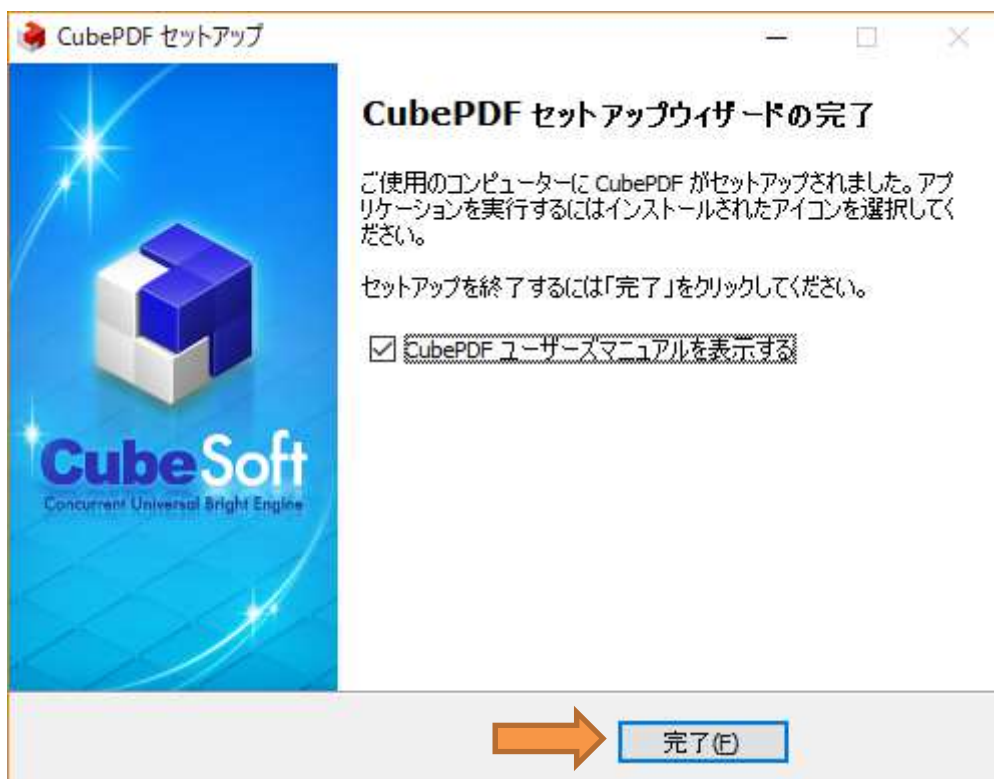 CubePDF セットアップ
CubePDF セットアップウィザードの完了
ご使用のコンピューターに CubePDF がセットアップされました。アプ
リケーションを実行するにはインストールされたアイコンを選択してく
ださい。
セットアップを終了するには「完了」をクリックしてください。
CubePDF ユーザーズマニュアルを表示する
CubeSoft
Concurrent Universal Bright Engine
完了(F)